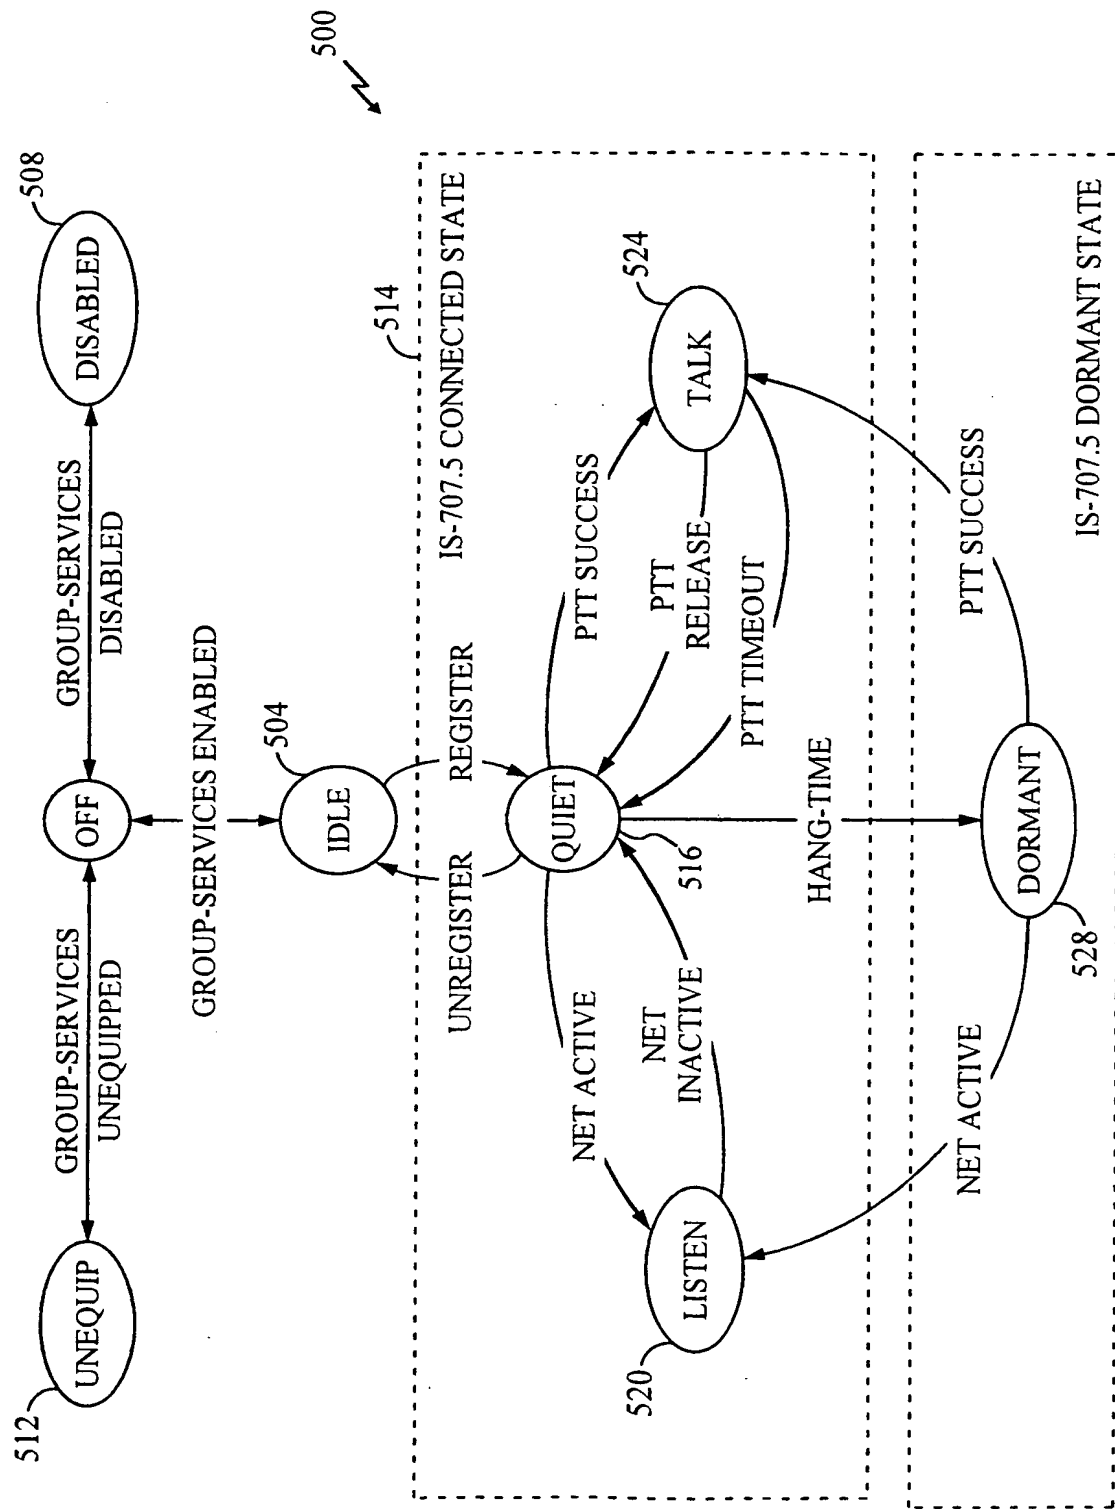 500
512
UNEQUIP
GROUP-SERVICES
UNEQUIPPED
OFF
GROUP-SERVICES
DISABLED
DISABLED
508
GROUP-SERVICES ENABLED
IDLE
504
514
UNREGISTER
REGISTER
IS-707.5 CONNECTED STATE
QUIET
516
NET ACTIVE
PTT SUCCESS
NET
INACTIVE
PTT
RELEASE
PTT TIMEOUT
520
LISTEN
TALK
524
HANG-TIME
NET ACTIVE
PTT SUCCESS
528
DORMANT
IS-707.5 DORMANT STATE